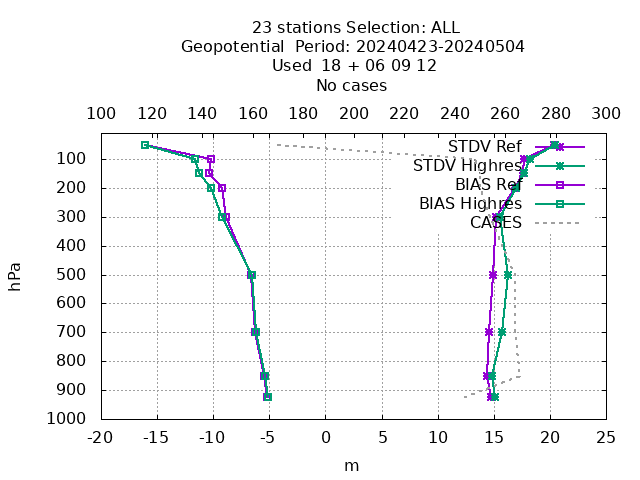 23 stations Selection: ALL
Geopotential  Period: 20240423-20240504
Used  18 + 06 09 12
No cases
100 120 140 160 180 200 220 240 260 280 300
STDV Ref
STDV Highres
BIAS Ref
BIAS Highres
CASES
hPa
100
200
300
400
500
600
700
800
900
1000
-20 -15 -10 -5 0 5 10 15 20 25
m